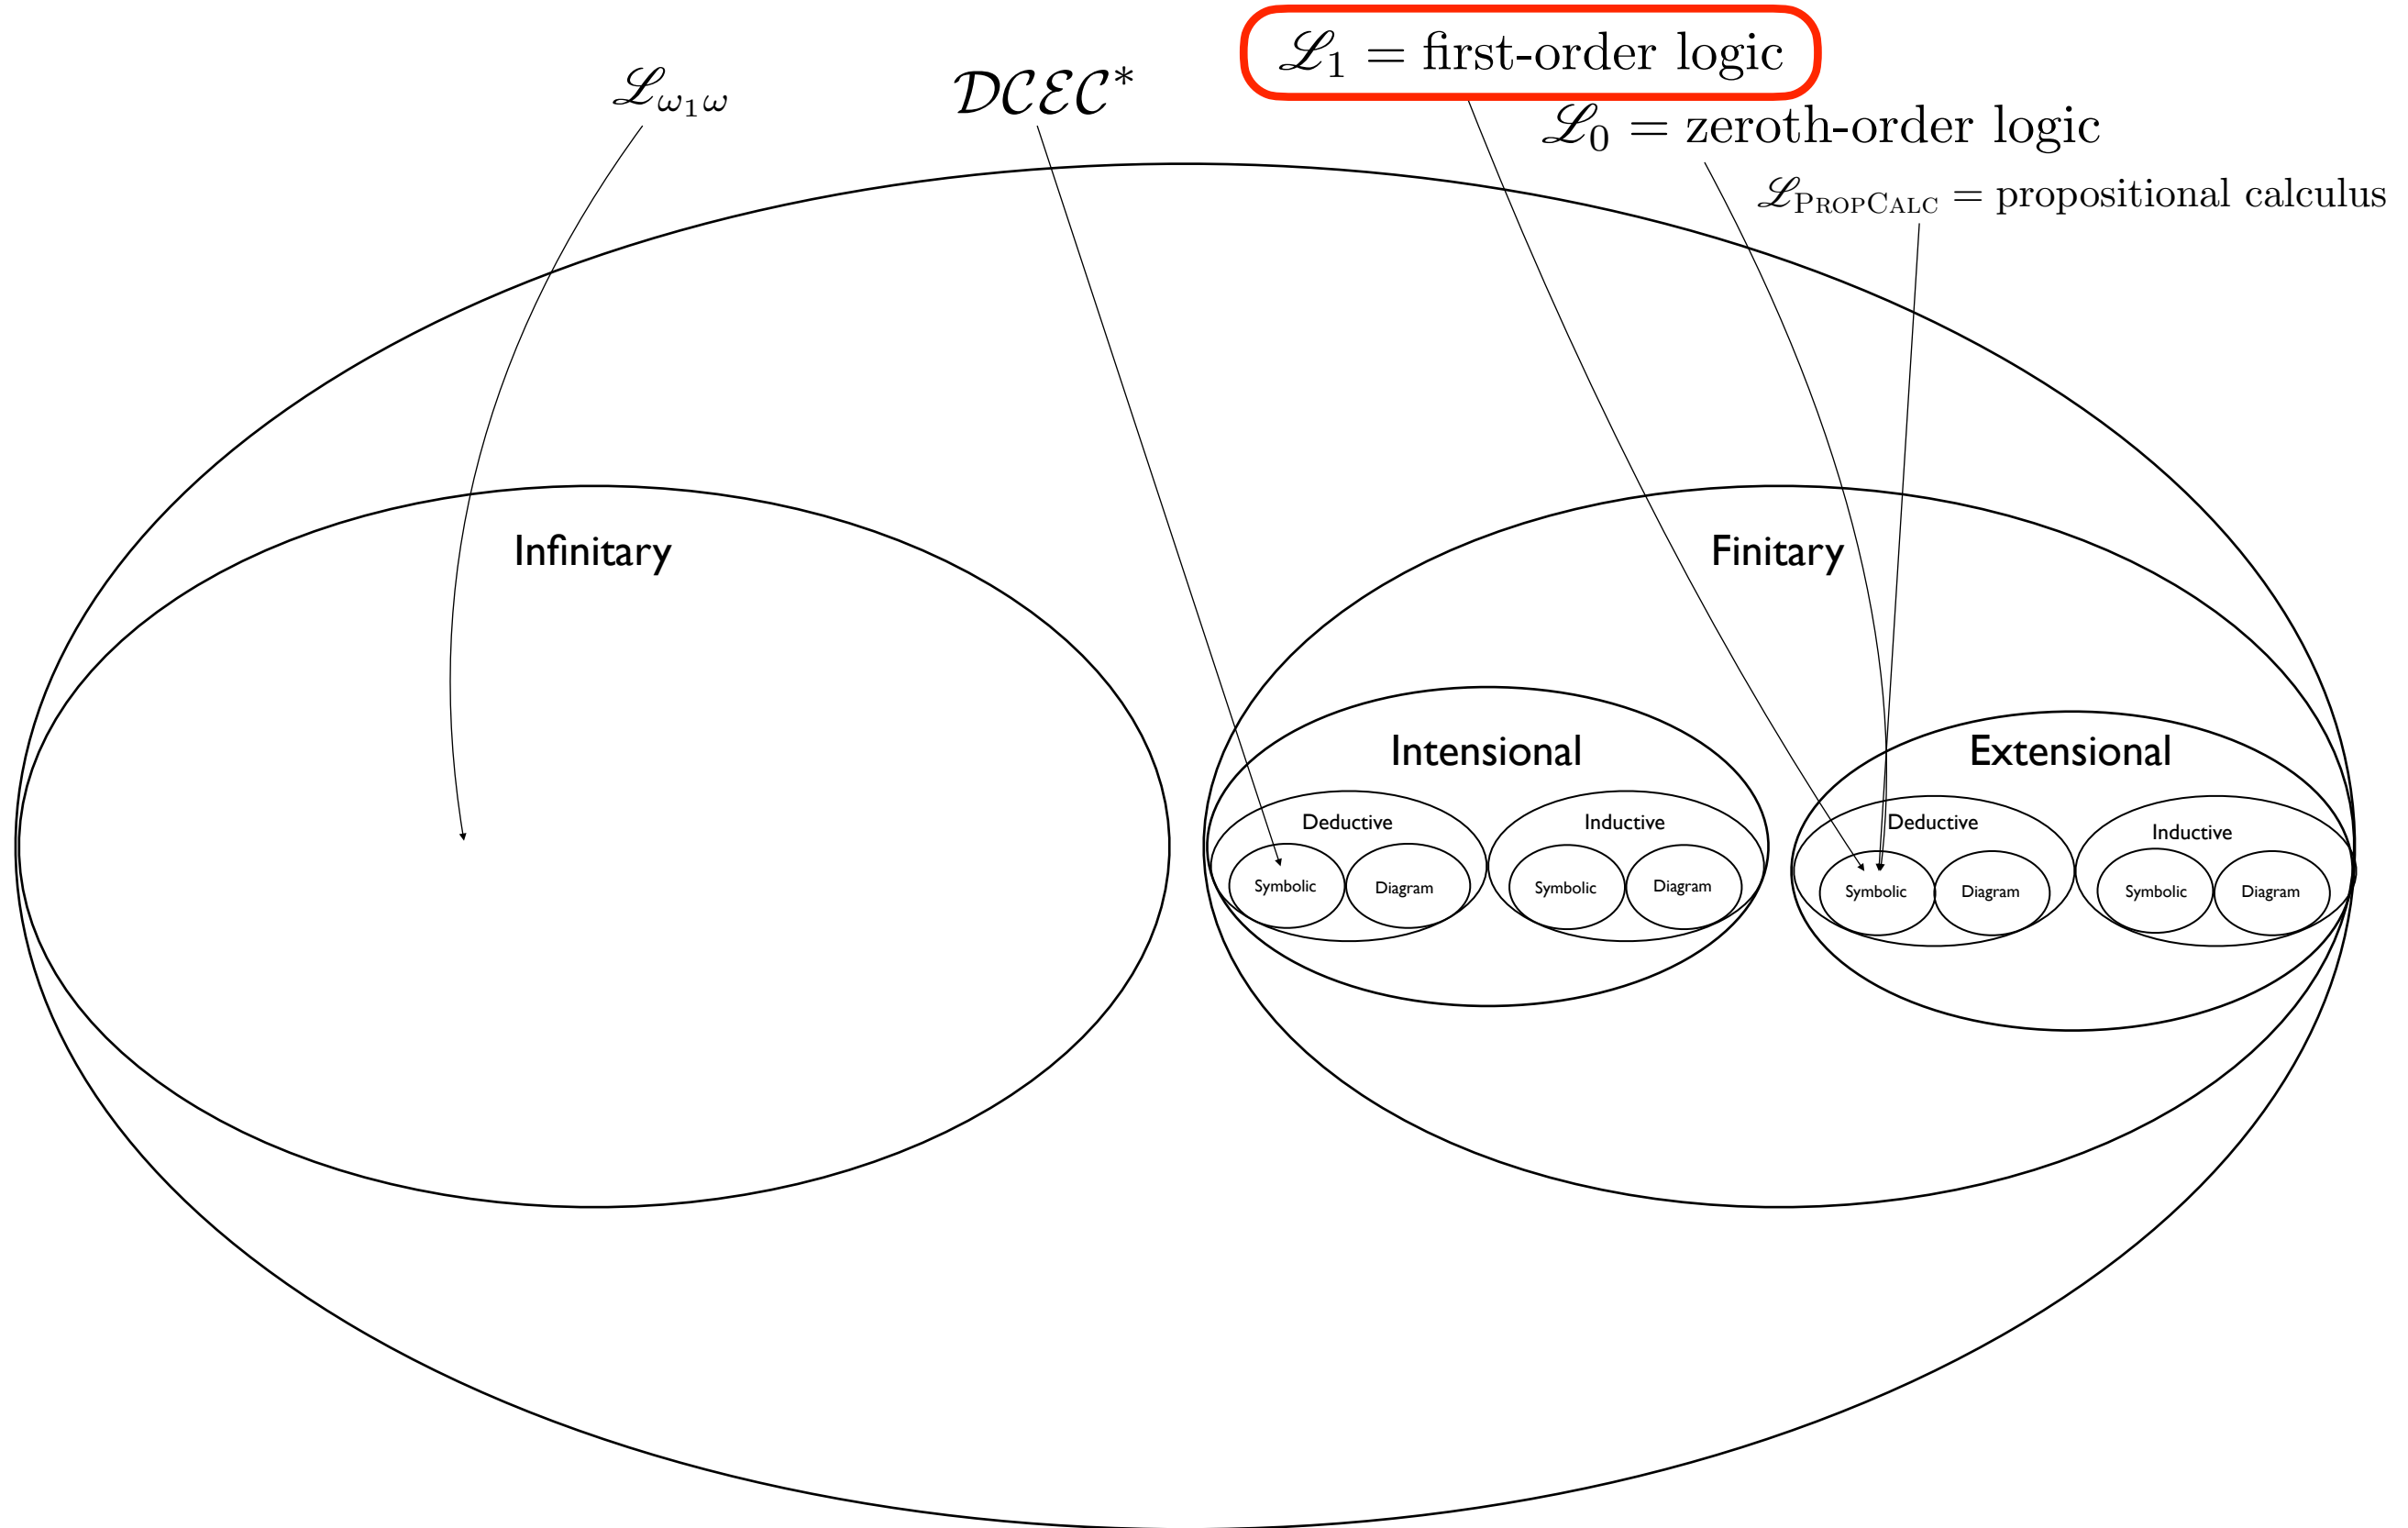 ℒ₁ = first-order logic
ℒ_{ω₁ω}
𝒟𝒞ℰ𝒞*
ℒ₀ = zeroth-order logic
ℒ_{PROPCALC} = propositional calculus
Infinitary
Finitary
Intensional
Extensional
Deductive
Inductive
Deductive
Inductive
Symbolic
Diagram
Symbolic
Diagram
Symbolic
Diagram
Symbolic
Diagram